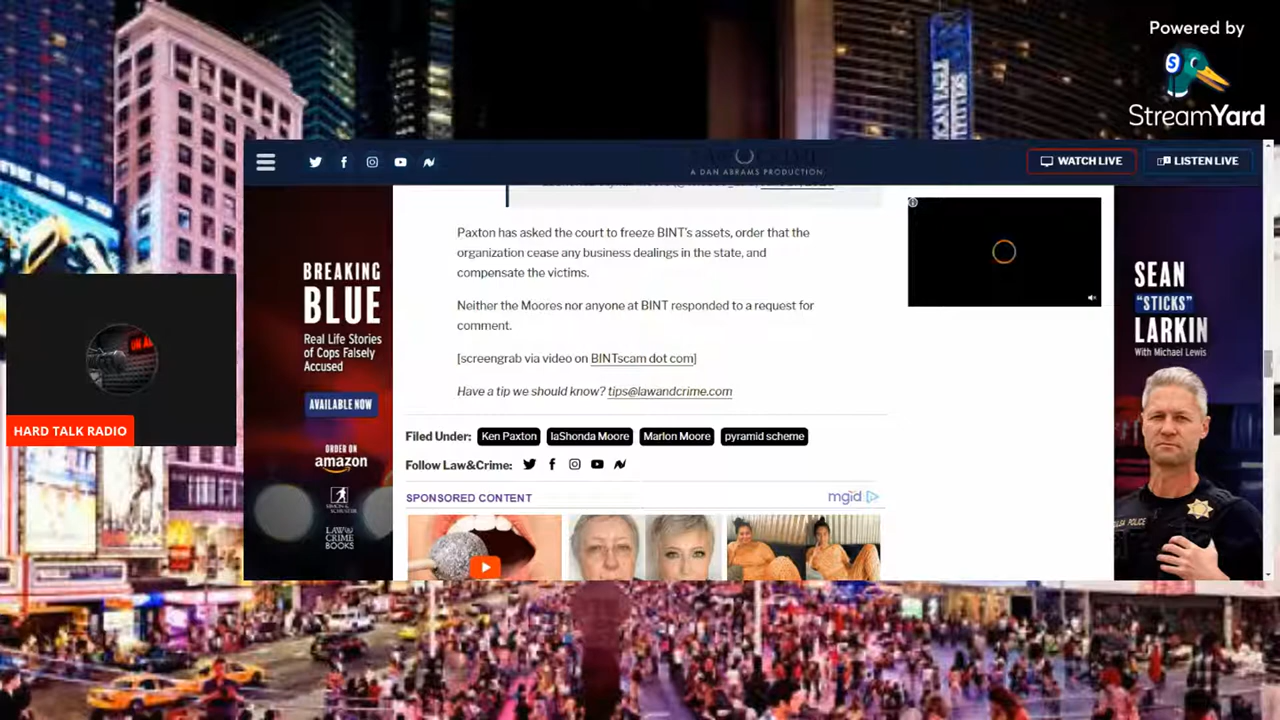 Powered by
StreamYard
A DAN ABRAMS PRODUCTION
WATCH LIVE
LISTEN LIVE
Paxton has asked the court to freeze BINT's assets, order that the
organization cease any business dealings in the state, and
compensate the victims.
Neither the Moores nor anyone at BINT responded to a request for
comment.
[screengrab via video on BINTscam dot com]
Have a tip we should know? tips@lawandcrime.com
Filed Under: Ken Paxton laShonda Moore Marlon Moore pyramid scheme
Follow Law&Crime:
SPONSORED CONTENT
mgid
BREAKING
BLUE
Real Life Stories
of Cops Falsely
Accused
AVAILABLE NOW
ORDER ON
amazon
SIMON &
SCHUSTER
LAW&
CRIME
BOOKS
SEAN
"STICKS"
LARKIN
With Michael Lewis
HARD TALK RADIO